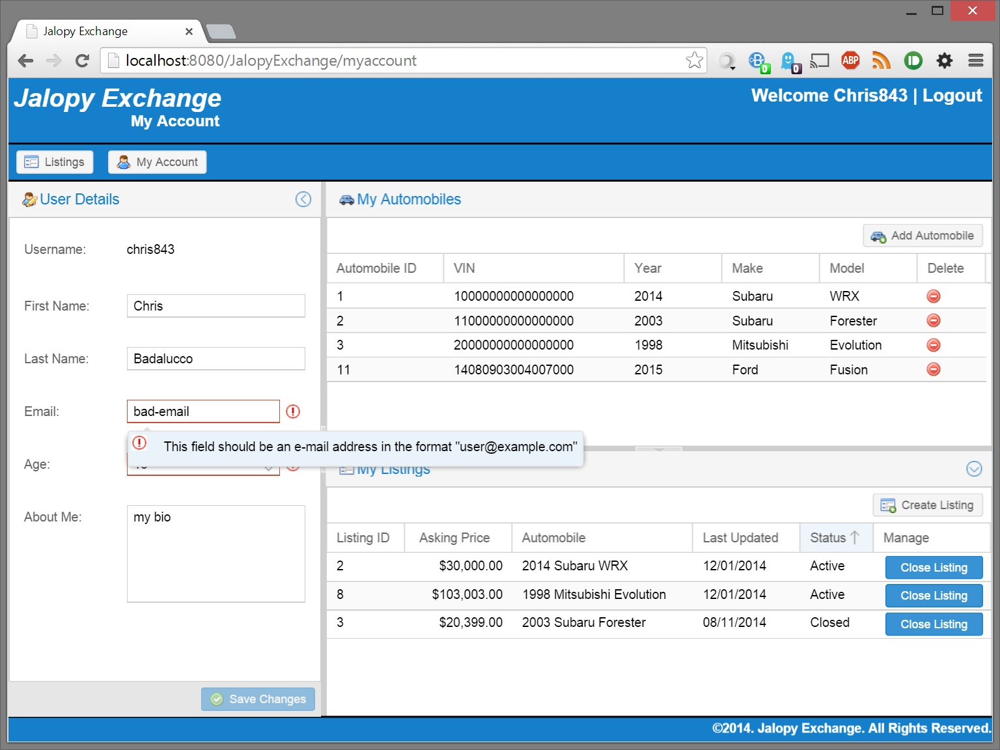 Jalopy Exchange
localhost:8080/JalopyExchange/myaccount
0
0
ABP
Jalopy Exchange
My Account
Welcome Chris843 | Logout
Listings
My Account
User Details
Username: chris843
First Name: Chris
Last Name: Badalucco
Email: bad-email
This field should be an e-mail address in the format "user@example.com"
Age:
About Me: my bio
Save Changes
My Automobiles
Add Automobile
Automobile ID VIN Year Make Model Delete
1 10000000000000000 2014 Subaru WRX
2 11000000000000000 2003 Subaru Forester
3 20000000000000000 1998 Mitsubishi Evolution
11 14080903004007000 2015 Ford Fusion
My Listings
Create Listing
Listing ID Asking Price Automobile Last Updated Status Manage
2 $30,000.00 2014 Subaru WRX 12/01/2014 Active Close Listing
8 $103,003.00 1998 Mitsubishi Evolution 12/01/2014 Active Close Listing
3 $20,399.00 2003 Subaru Forester 08/11/2014 Closed Close Listing
©2014. Jalopy Exchange. All Rights Reserved.